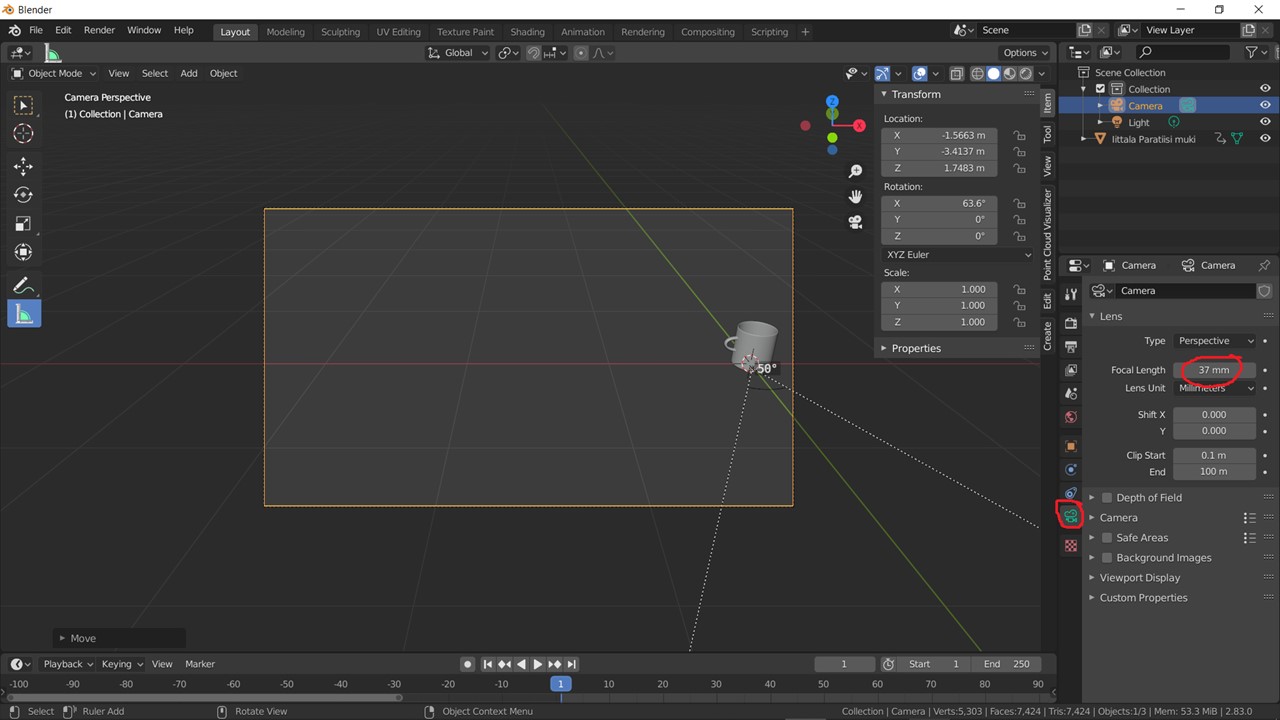 Blender
File Edit Render Window Help Layout Modeling Sculpting UV Editing Texture Paint Shading Animation Rendering Compositing Scripting + Scene View Layer
Global Options
Object Mode View Select Add Object
Camera Perspective
(1) Collection | Camera
Z
X
50°
Transform
Location:
X -1.5663 m
Y -3.4137 m
Z 1.7483 m
Rotation:
X 63.6°
Y 0°
Z 0°
XYZ Euler
Scale:
X 1.000
Y 1.000
Z 1.000
Properties
Item
Tool
View
Point Cloud Visualizer
Edit
Create
Scene Collection
Collection
Camera
Light
Iittala Paratiisi muki
Camera Camera
Camera
Lens
Type Perspective
Focal Length 37 mm
Lens Unit Millimeters
Shift X 0.000
Y 0.000
Clip Start 0.1 m
End 100 m
Depth of Field
Camera
Safe Areas
Background Images
Viewport Display
Custom Properties
Move
Playback Keying View Marker 1 Start 1 End 250
-100 -90 -80 -70 -60 -50 -40 -30 -20 -10 1 10 20 30 40 50 60 70 80 90
Select Ruler Add Rotate View Object Context Menu Collection | Camera | Verts:5,303 | Faces:7,424 | Tris:7,424 | Objects:1/3 | Mem: 53.3 MiB | 2.83.0